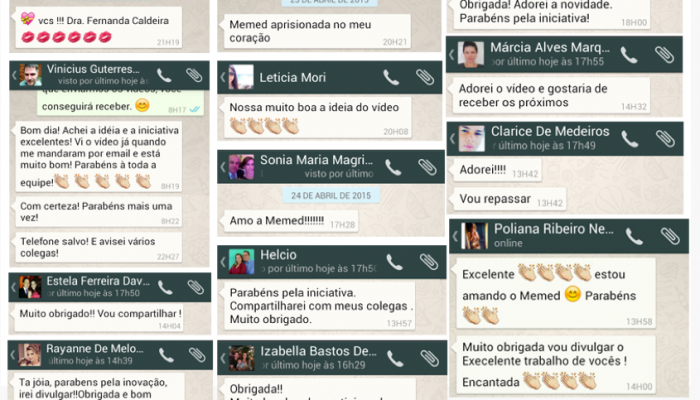 vcs !!! Dra. Fernanda Caldeira
21H19
Vinicius Guterres...
visto por último hoje à
conseguirá receber. 😊
8H17
Bom dia! Achei a idéia e a iniciativa
excelentes! Vi o vídeo já quando
me mandaram por email e está
muito bom! Parabéns à toda a
equipe!👏👏👏👏👏
8H19
Com certeza! Parabéns mais uma
vez!
8H22
Telefone salvo! E avisei vários
colegas!
22H27
Estela Ferreira Dav...
or último hoje às 17h50
Muito obrigado!! Vou compartilhar !
14H04
Rayanne De Melo...
or último hoje às 14h39
Ta jóia, parabens pela inovação,
irei divulgar!!Obrigada e bom
23 DE ABRIL DE 2015
Memed aprisionada no meu
coração
20H21
Leticia Mori
Nossa muito boa a ideia do vídeo
👏👏👏👏
20H08
Sonia Maria Magri...
visto por último
24 DE ABRIL DE 2015
Amo a Memed!!!!!!!!
17H28
Helcio
o por último hoje às 17h5
Parabéns pela iniciativa.
Compartilharei com meus colegas .
Muito obrigado.
13H57
Izabella Bastos De...
por último hoje às 16h29
Obrigada!!
Obrigada! Adorei a novidade.
Parabéns pela iniciativa!
18H00
Márcia Alves Marq...
por último hoje às 17h55
Adorei o vídeo e gostaria de
receber os próximos
14H32
Clarice De Medeiros
último hoje às 17h49
Adorei!!!!
13H42
Vou repassar
13H42
Poliana Ribeiro Ne...
online
Excelente 👏👏👏👏 estou
amando o Memed 😊 Parabéns
👏👏
13H58
Muito obrigada vou divulgar o
Execelente trabalho de vocês !
Encantada 👏👏👏👏
14H00